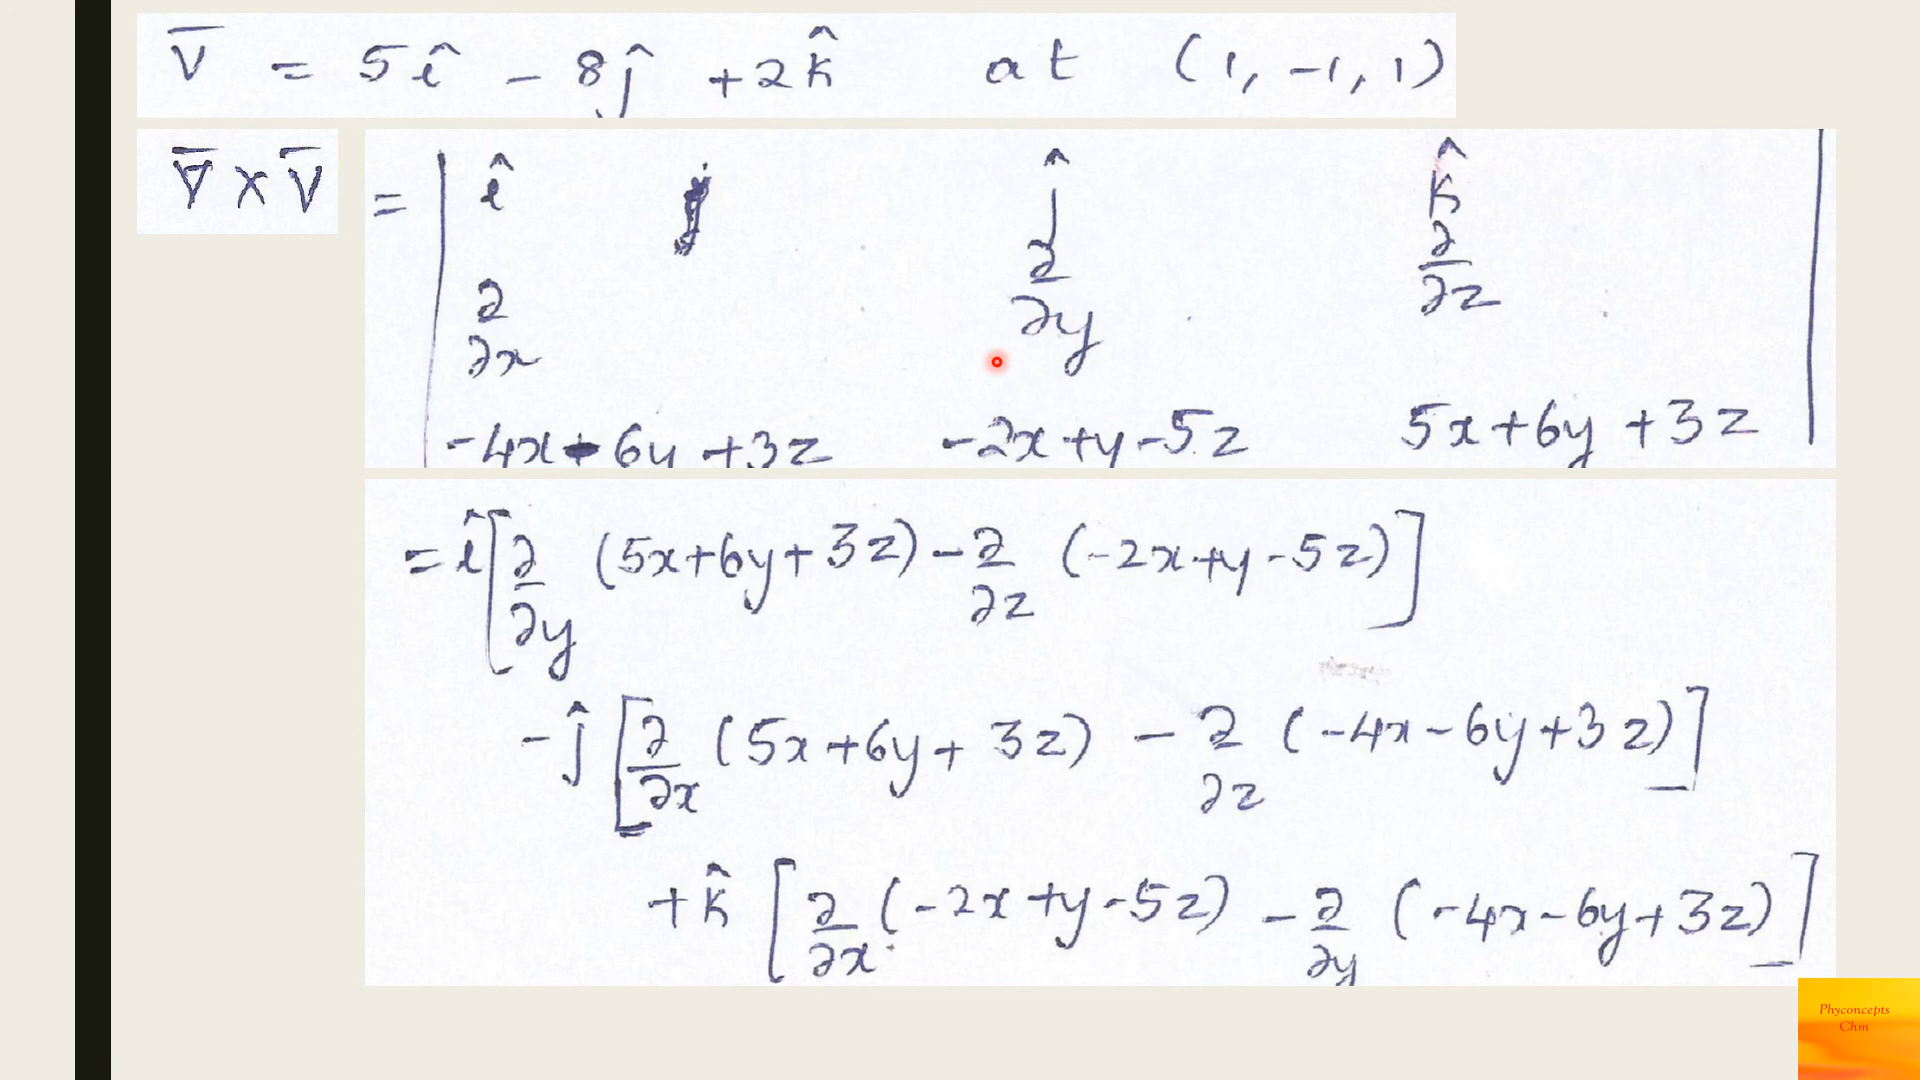 V̅ = 5î - 8ĵ + 2k̂ at (1, -1, 1)
∇̅ × V̅ = | î ĵ k̂ |
∂/∂x ∂/∂y ∂/∂z
-4x - 6y + 3z -2x + y - 5z 5x + 6y + 3z
= î [ ∂/∂y (5x + 6y + 3z) - ∂/∂z (-2x + y - 5z) ]
- ĵ [ ∂/∂x (5x + 6y + 3z) - ∂/∂z (-4x - 6y + 3z) ]
+ k̂ [ ∂/∂x (-2x + y - 5z) - ∂/∂y (-4x - 6y + 3z) ]
Phyconcepts
Chm